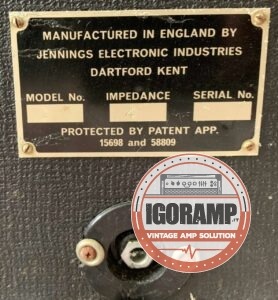 MANUFACTURED IN ENGLAND BY
JENNINGS ELECTRONIC INDUSTRIES
DARTFORD KENT
MODEL No. IMPEDANCE SERIAL No.
PROTECTED BY PATENT APP.
15698 and 58809
IGORAMP
VINTAGE AMP SOLUTION